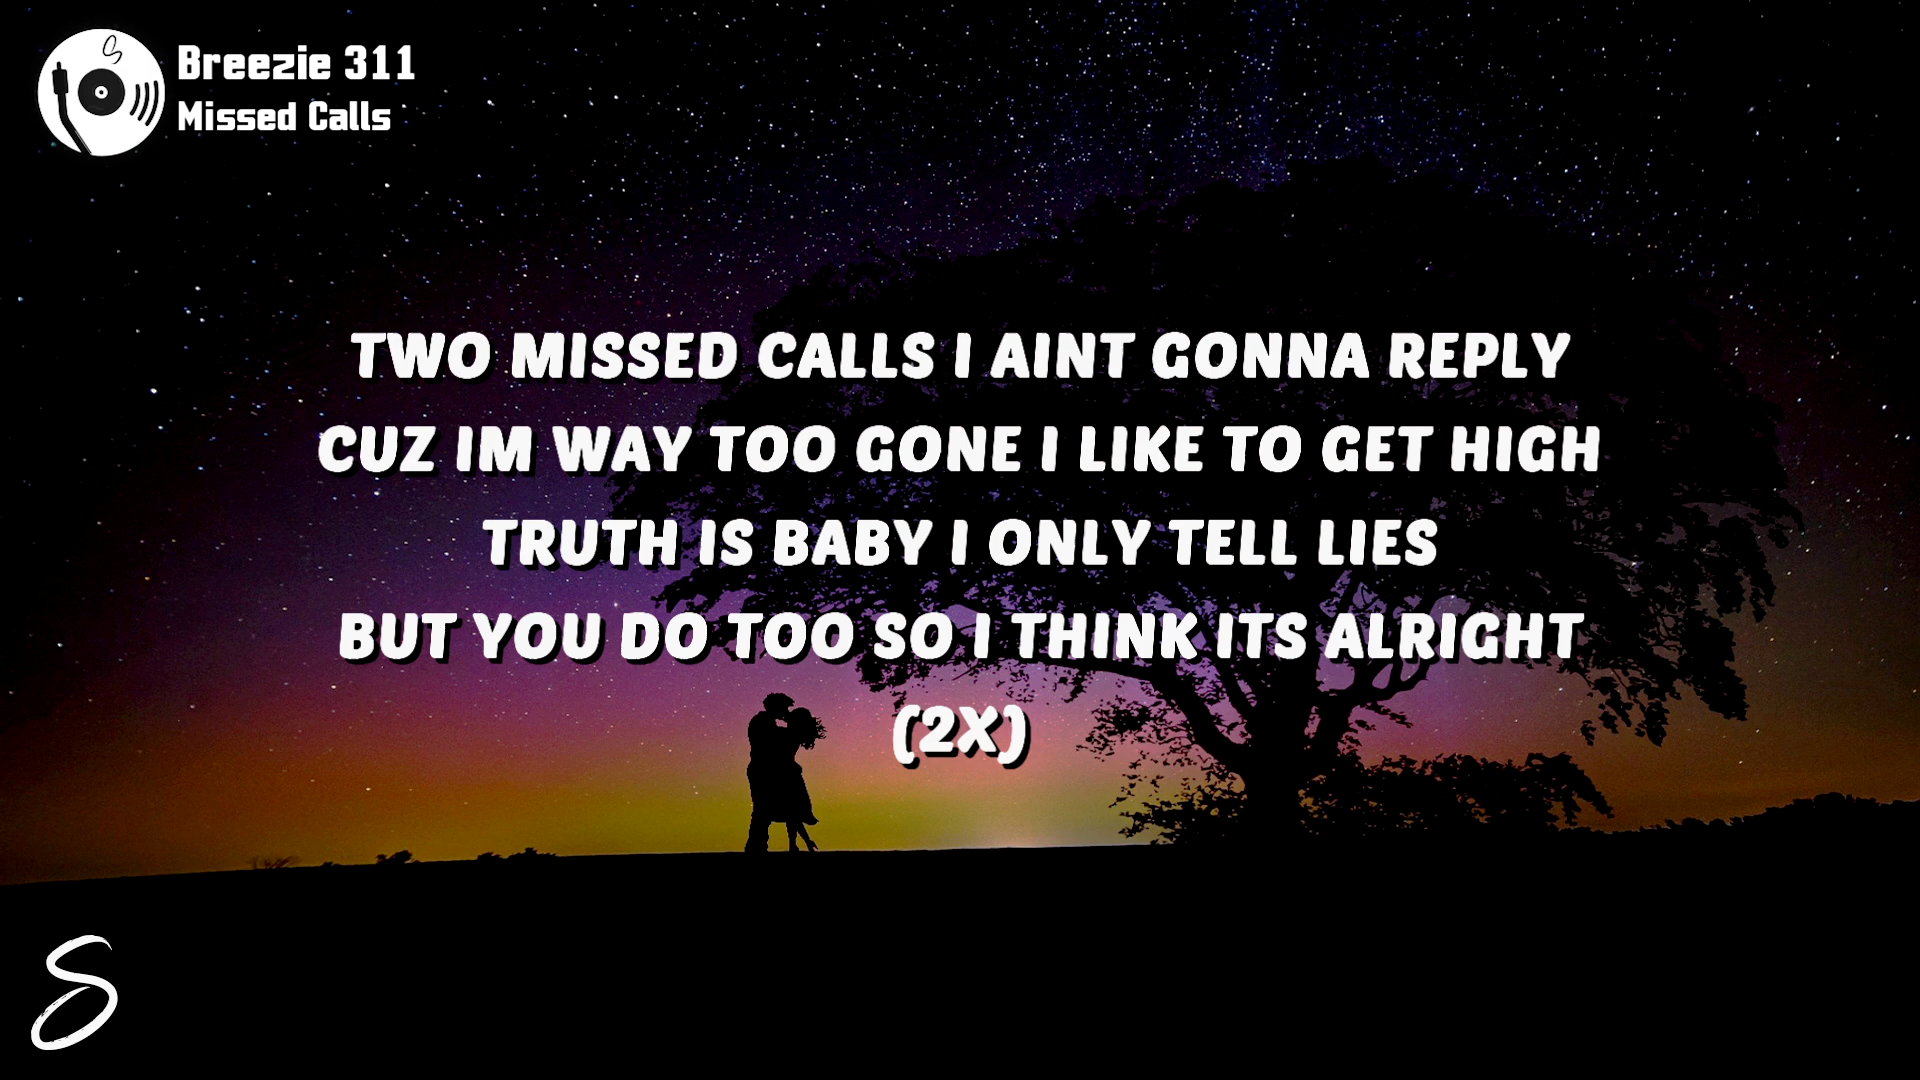 Breezie 311
Missed Calls
TWO MISSED CALLS I AINT GONNA REPLY
CUZ IM WAY TOO GONE I LIKE TO GET HIGH
TRUTH IS BABY I ONLY TELL LIES
BUT YOU DO TOO SO I THINK ITS ALRIGHT
(2X)
S